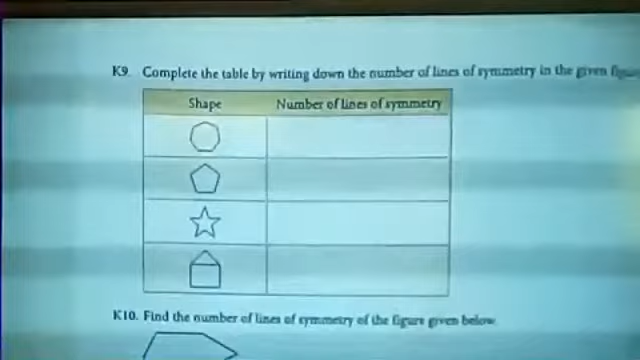 K9. Complete the table by writing down the number of lines of symmetry in the given
Shape
Number of lines of symmetry
K10. Find the number of lines of symmetry of the figure given below.